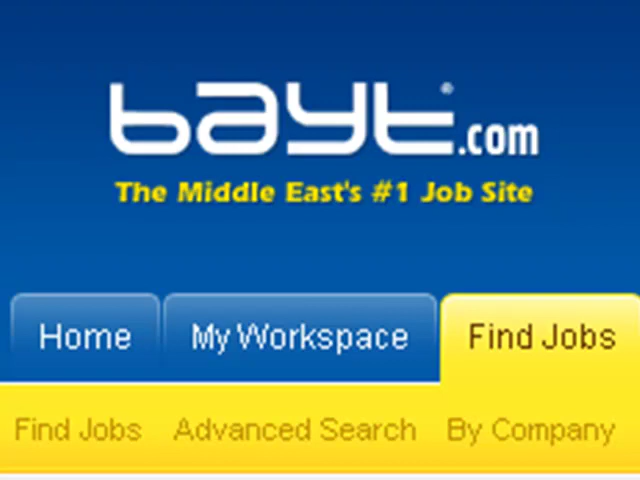 bayt.com
The Middle East's #1 Job Site
Home My Workspace Find Jobs
Find Jobs Advanced Search By Company